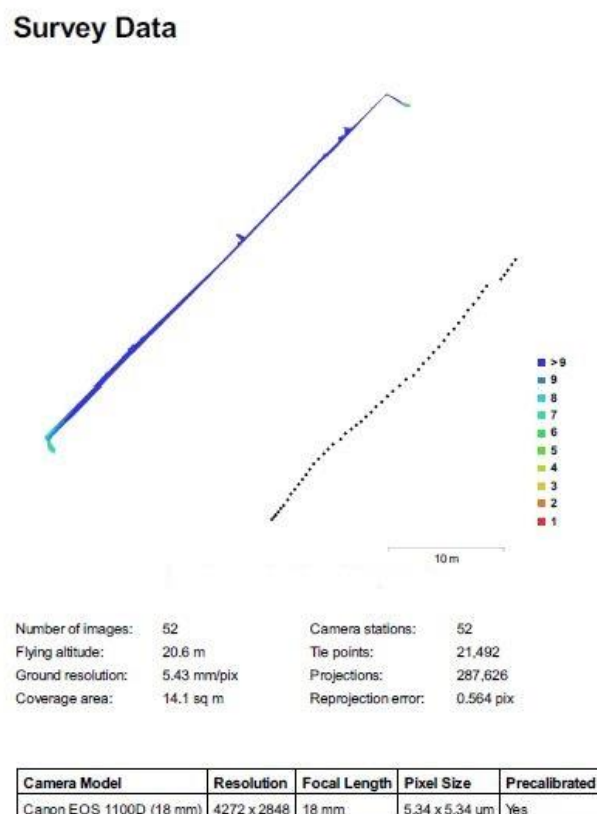 Survey Data
>9
9
8
7
6
5
4
3
2
1
10 m
Number of images: 52 Camera stations: 52
Flying altitude: 20.6 m Tie points: 21,492
Ground resolution: 5.43 mm/pix Projections: 287,626
Coverage area: 14.1 sq m Reprojection error: 0.564 pix
Camera Model Resolution Focal Length Pixel Size Precalibrated
Canon EOS 1100D (18 mm) 4272 x 2848 18 mm 5.34 x 5.34 um Yes